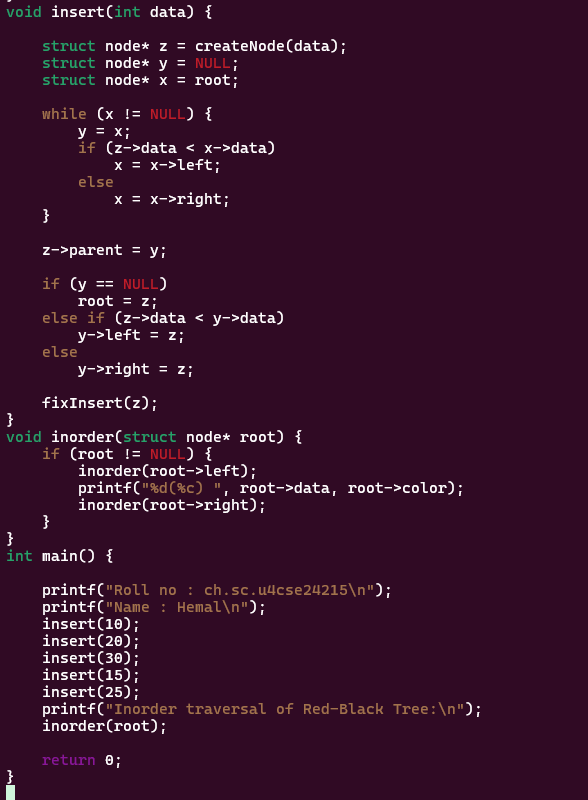 void insert(int data) {
    struct node* z = createNode(data);
    struct node* y = NULL;
    struct node* x = root;
    while (x != NULL) {
        y = x;
        if (z->data < x->data)
            x = x->left;
        else
            x = x->right;
    }
    z->parent = y;
    if (y == NULL)
        root = z;
    else if (z->data < y->data)
        y->left = z;
    else
        y->right = z;
    fixInsert(z);
}
void inorder(struct node* root) {
    if (root != NULL) {
        inorder(root->left);
        printf("%d(%c) ", root->data, root->color);
        inorder(root->right);
    }
}
int main() {
    printf("Roll no : ch.sc.u4cse24215\n");
    printf("Name : Hemal\n");
    insert(10);
    insert(20);
    insert(30);
    insert(15);
    insert(25);
    printf("Inorder traversal of Red-Black Tree:\n");
    inorder(root);
    return 0;
}